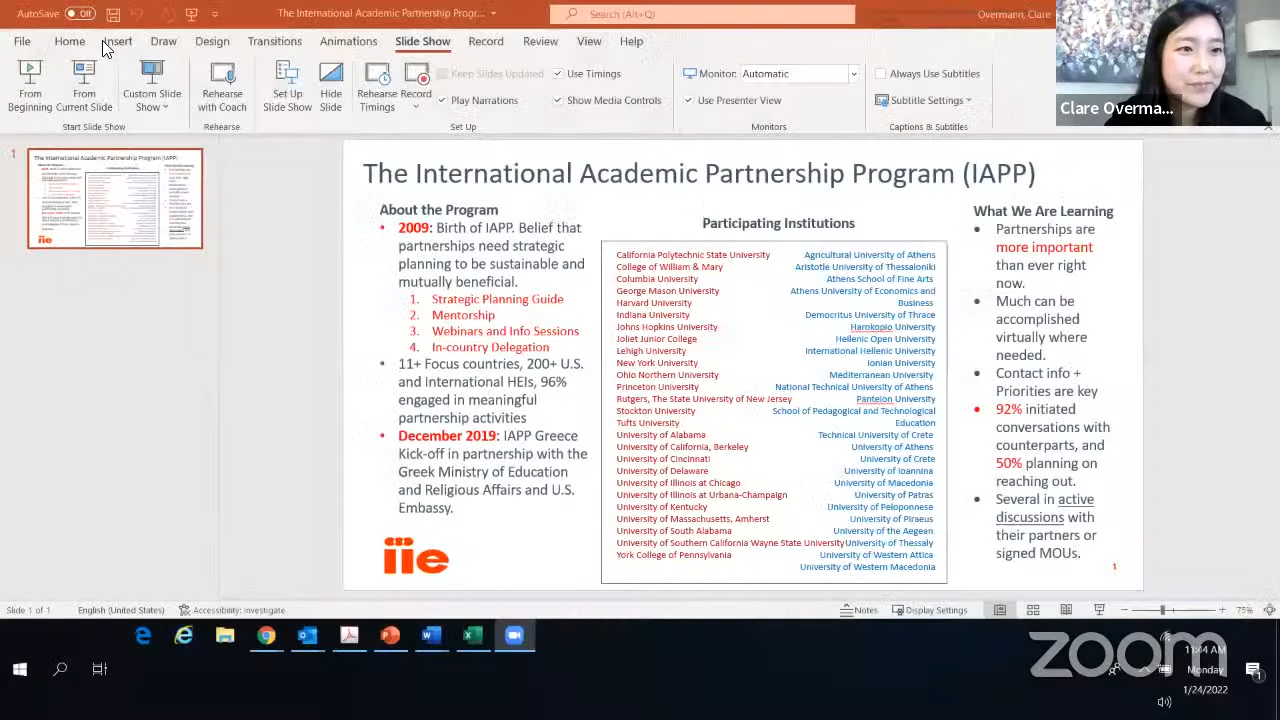 AutoSave Off
The International Academic Partnership Progr...
Search (Alt+Q)
Overmann, Clare
File Home Insert Draw Design Transitions Animations Slide Show Record Review View Help
From Beginning
From Current Slide
Custom Slide Show
Rehearse with Coach
Set Up Slide Show
Hide Slide
Rehearse Timings
Record
Keep Slides Updated
Play Narrations
Use Timings
Show Media Controls
Monitor: Automatic
Use Presenter View
Always Use Subtitles
Subtitle Settings
Start Slide Show
Rehearse
Set Up
Monitors
Captions & Subtitles
Clare Overma...
1
The International Academic Partnership Program (IAPP)
iie
The International Academic Partnership Program (IAPP)
About the Program
• 2009: Birth of IAPP. Belief that
partnerships need strategic
planning to be sustainable and
mutually beneficial.
1. Strategic Planning Guide
2. Mentorship
3. Webinars and Info Sessions
4. In-country Delegation
• 11+ Focus countries, 200+ U.S.
and International HEIs, 96%
engaged in meaningful
partnership activities
• December 2019: IAPP Greece
Kick-off in partnership with the
Greek Ministry of Education
and Religious Affairs and U.S.
Embassy.
iie
Participating Institutions
California Polytechnic State University
College of William & Mary
Columbia University
George Mason University
Harvard University
Indiana University
Johns Hopkins University
Joliet Junior College
Lehigh University
New York University
Ohio Northern University
Princeton University
Rutgers, The State University of New Jersey
Stockton University
Tufts University
University of Alabama
University of California, Berkeley
University of Cincinnati
University of Delaware
University of Illinois at Chicago
University of Illinois at Urbana-Champaign
University of Kentucky
University of Massachusetts, Amherst
University of South Alabama
University of Southern California Wayne State University
York College of Pennsylvania
Agricultural University of Athens
Aristotle University of Thessaloniki
Athens School of Fine Arts
Athens University of Economics and
Business
Democritus University of Thrace
Harokopio University
Hellenic Open University
International Hellenic University
Ionian University
Mediterranean University
National Technical University of Athens
Panteion University
School of Pedagogical and Technological
Education
Technical University of Crete
University of Athens
University of Crete
University of Ioannina
University of Macedonia
University of Patras
University of Peloponnese
University of Piraeus
University of the Aegean
University of Thessaly
University of Western Attica
University of Western Macedonia
What We Are Learning
• Partnerships are
more important
than ever right
now.
• Much can be
accomplished
virtually where
needed.
• Contact info +
Priorities are key
• 92% initiated
conversations with
counterparts, and
50% planning on
reaching out.
• Several in active
discussions with
their partners or
signed MOUs.
1
Slide 1 of 1
English (United States)
Accessibility: Investigate
Notes
Display Settings
75%
zoom
11:44 AM
Monday
1/24/2022
1